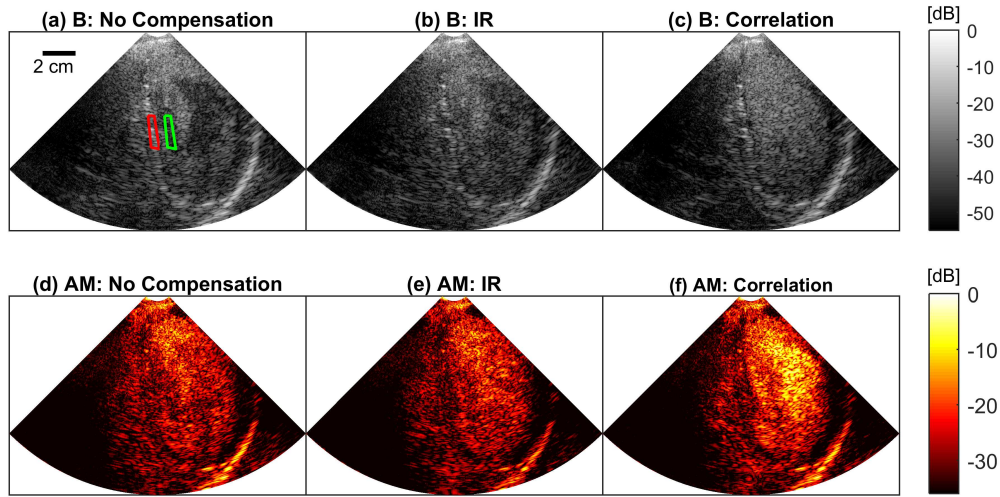 (a) B: No Compensation
(b) B: IR
(c) B: Correlation
[dB]
2 cm
0
-10
-20
-30
-40
-50
(d) AM: No Compensation
(e) AM: IR
(f) AM: Correlation
[dB]
0
-10
-20
-30